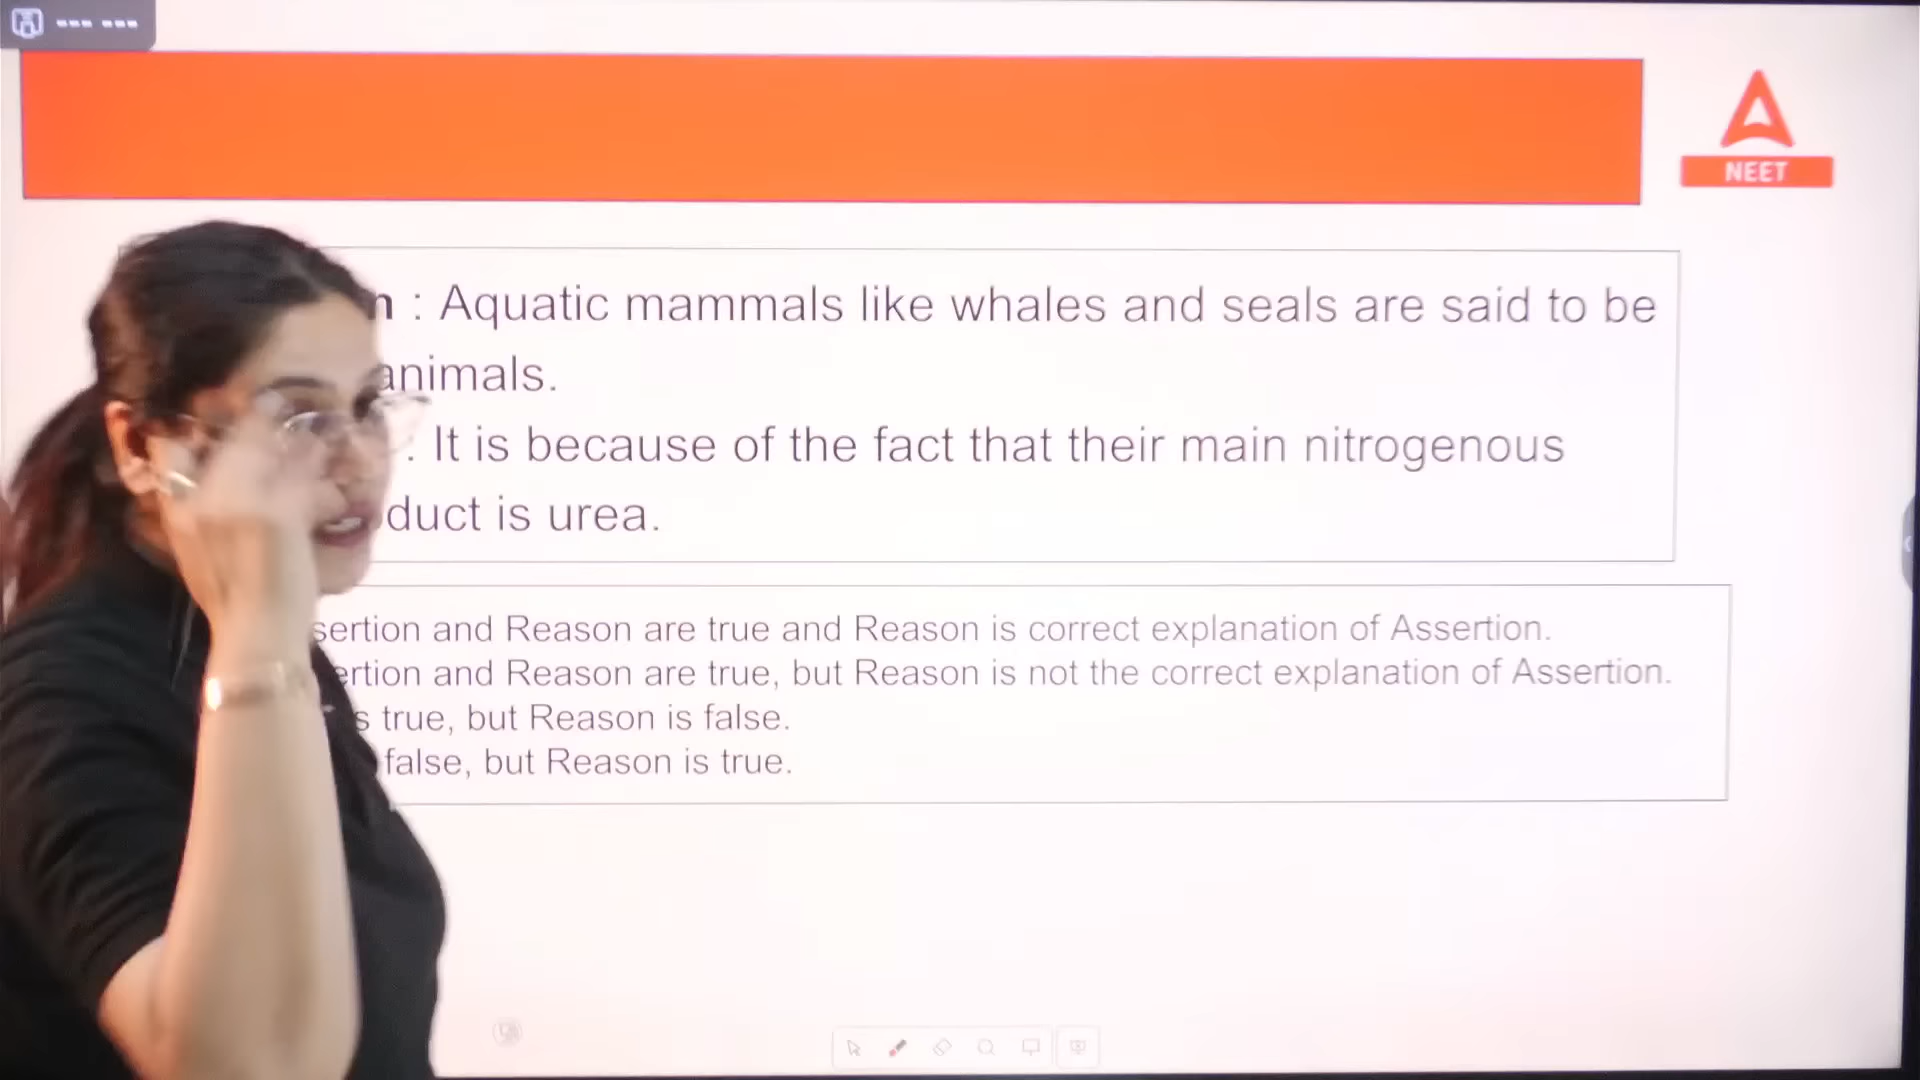 NEET
: Aquatic mammals like whales and seals are said to be
animals.
: It is because of the fact that their main nitrogenous
is urea.
and Reason are true and Reason is correct explanation of Assertion.
and Reason are true, but Reason is not the correct explanation of Assertion.
true, but Reason is false.
false, but Reason is true.